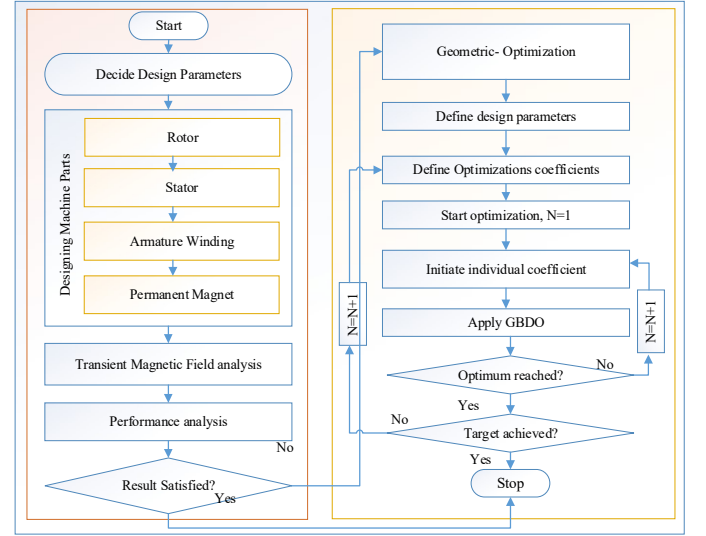 Start
Decide Design Parameters
Designing Machine Parts
Rotor
Stator
Armature Winding
Permanent Magnet
Transient Magnetic Field analysis
Performance analysis
No
Result Satisfied?
Yes
Geometric- Optimization
Define design parameters
Define Optimizations coefficients
Start optimization, N=1
Initiate individual coefficient
N=N+1
Apply GBDO
N=N+1
No
Optimum reached?
Yes
No
Target achieved?
Yes
Stop